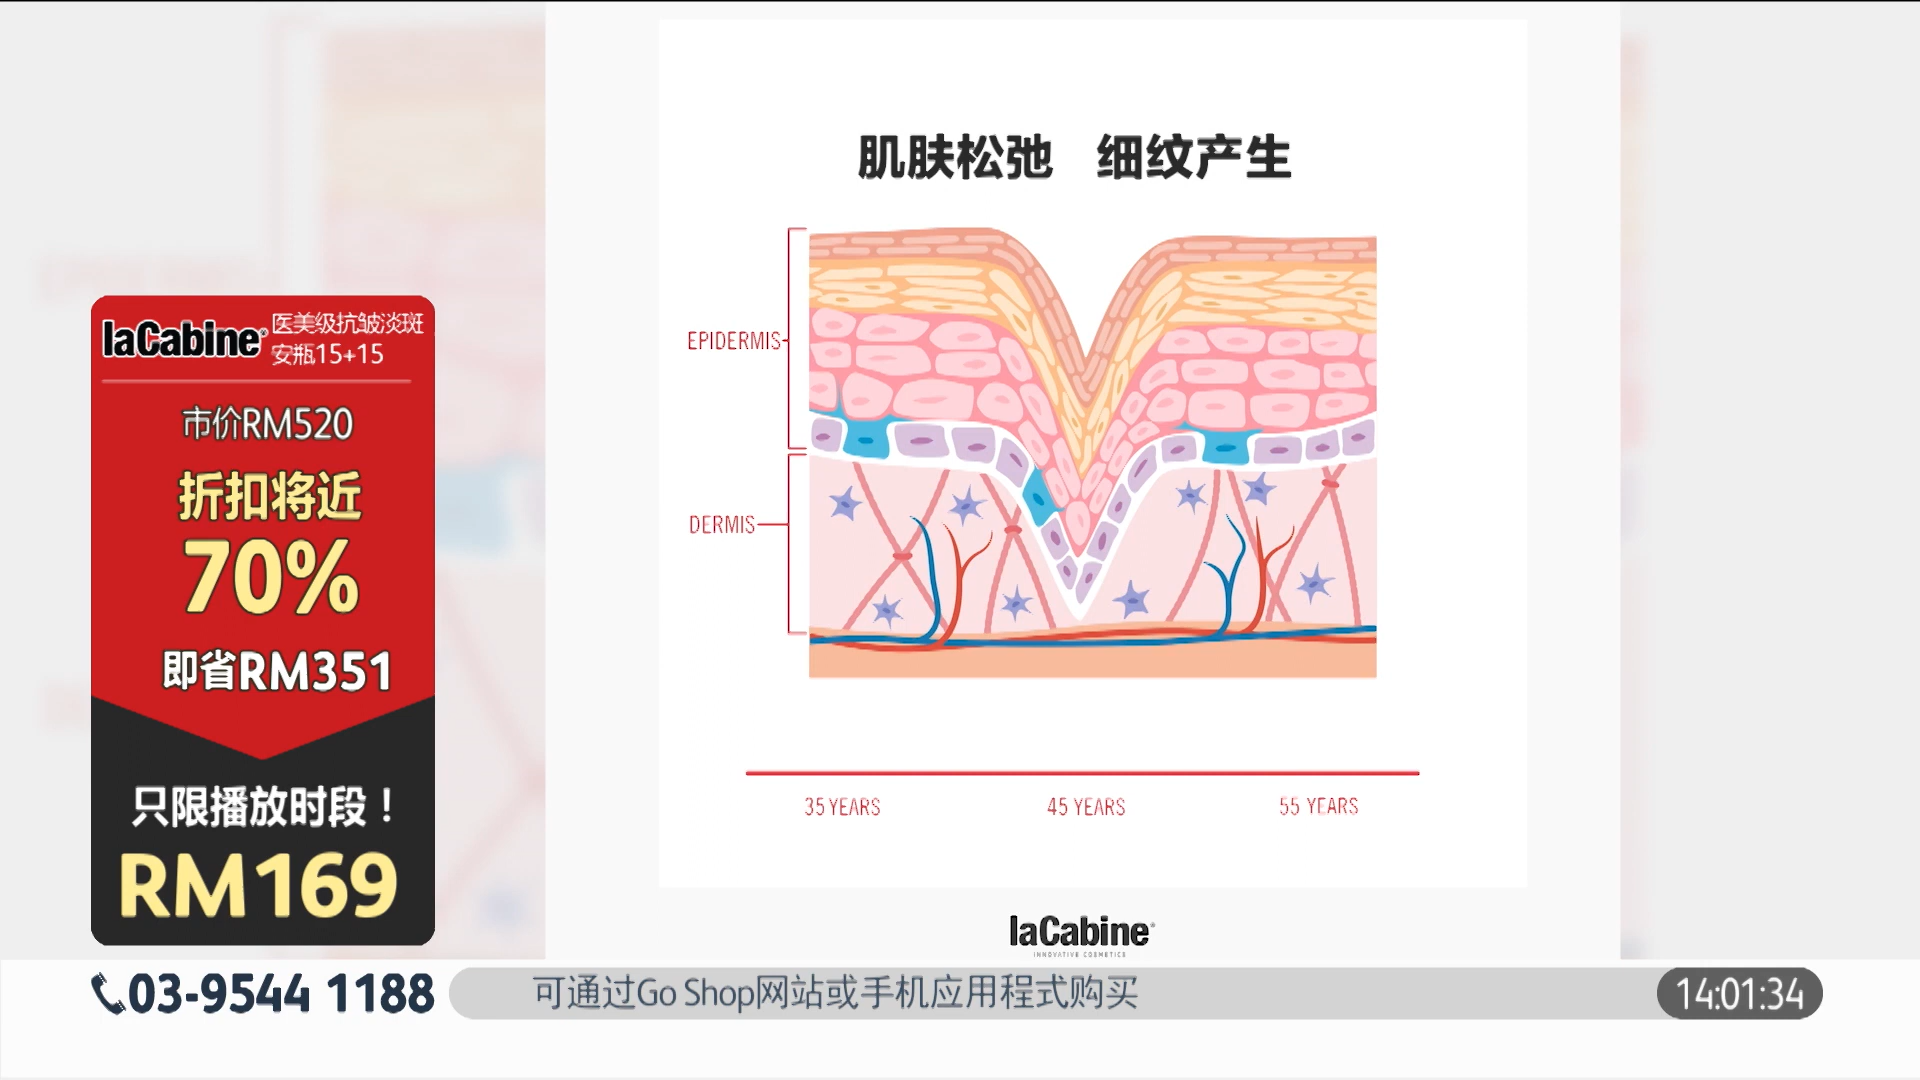 肌肤松弛 细纹产生
EPIDERMIS
DERMIS
35 YEARS
45 YEARS
55 YEARS
laCabine
INNOVATIVE COSMETICS
laCabine
医美级抗皱淡斑
安瓶15+15
市价RM520
折扣将近
70%
即省RM351
只限播放时段！
RM169
03-9544 1188
可通过Go Shop网站或手机应用程式购买
14:01:34